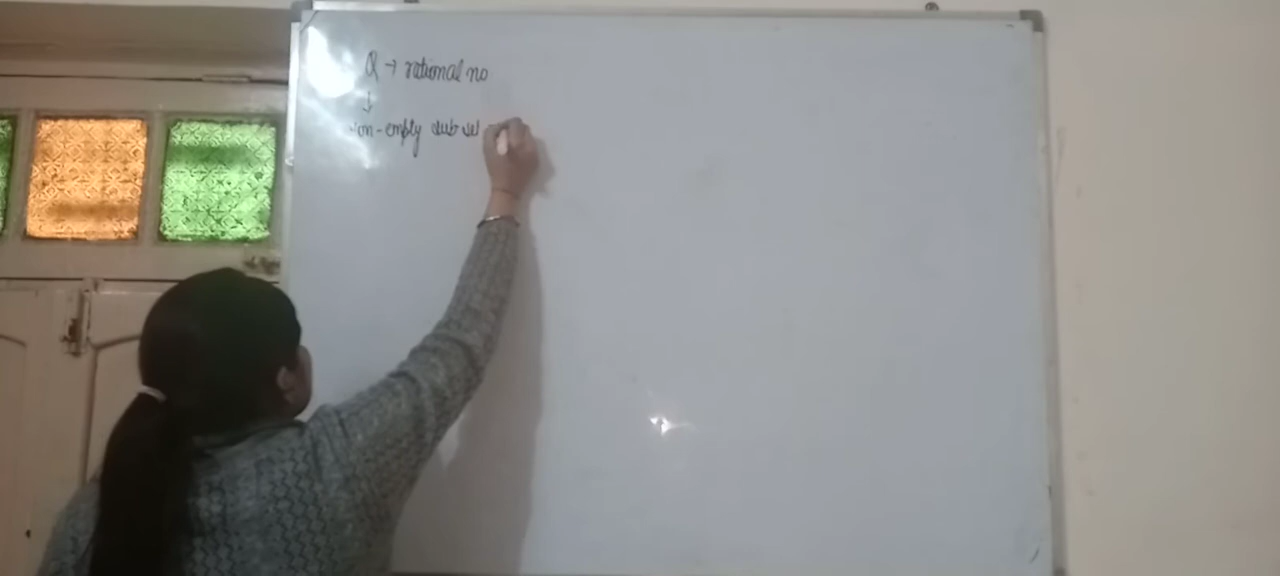 Q → rational no
↓
non-empty sub set